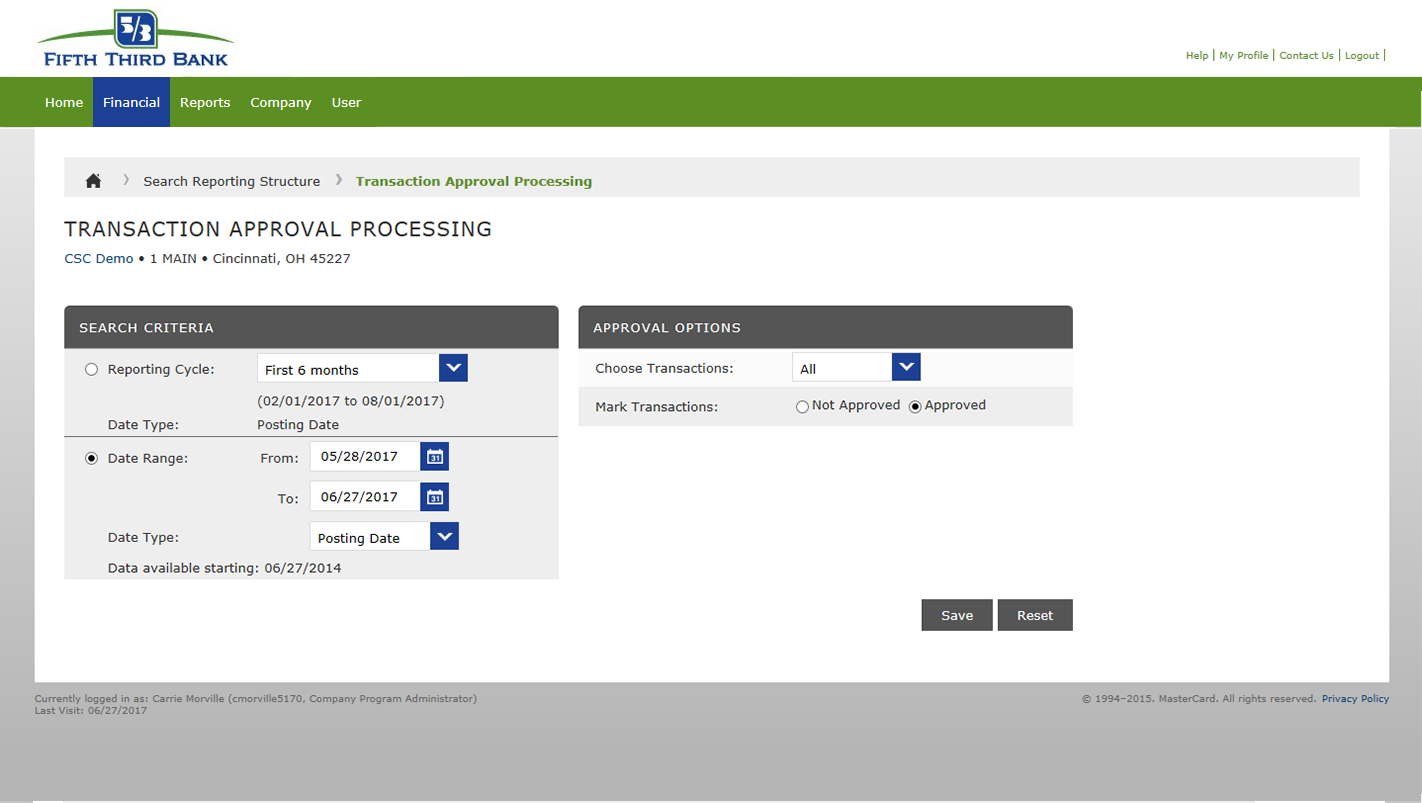 5/3
FIFTH THIRD BANK
Help | My Profile | Contact Us | Logout |
Home Financial Reports Company User
Search Reporting Structure Transaction Approval Processing
TRANSACTION APPROVAL PROCESSING
CSC Demo • 1 MAIN • Cincinnati, OH 45227
SEARCH CRITERIA
Reporting Cycle: First 6 months
(02/01/2017 to 08/01/2017)
Date Type: Posting Date
Date Range: From: 05/28/2017 31
To: 06/27/2017 31
Date Type: Posting Date
Data available starting: 06/27/2014
APPROVAL OPTIONS
Choose Transactions: All
Mark Transactions: Not Approved Approved
Save Reset
Currently logged in as: Carrie Morville (cmorville5170, Company Program Administrator)
Last Visit: 06/27/2017
© 1994–2015. MasterCard. All rights reserved. Privacy Policy